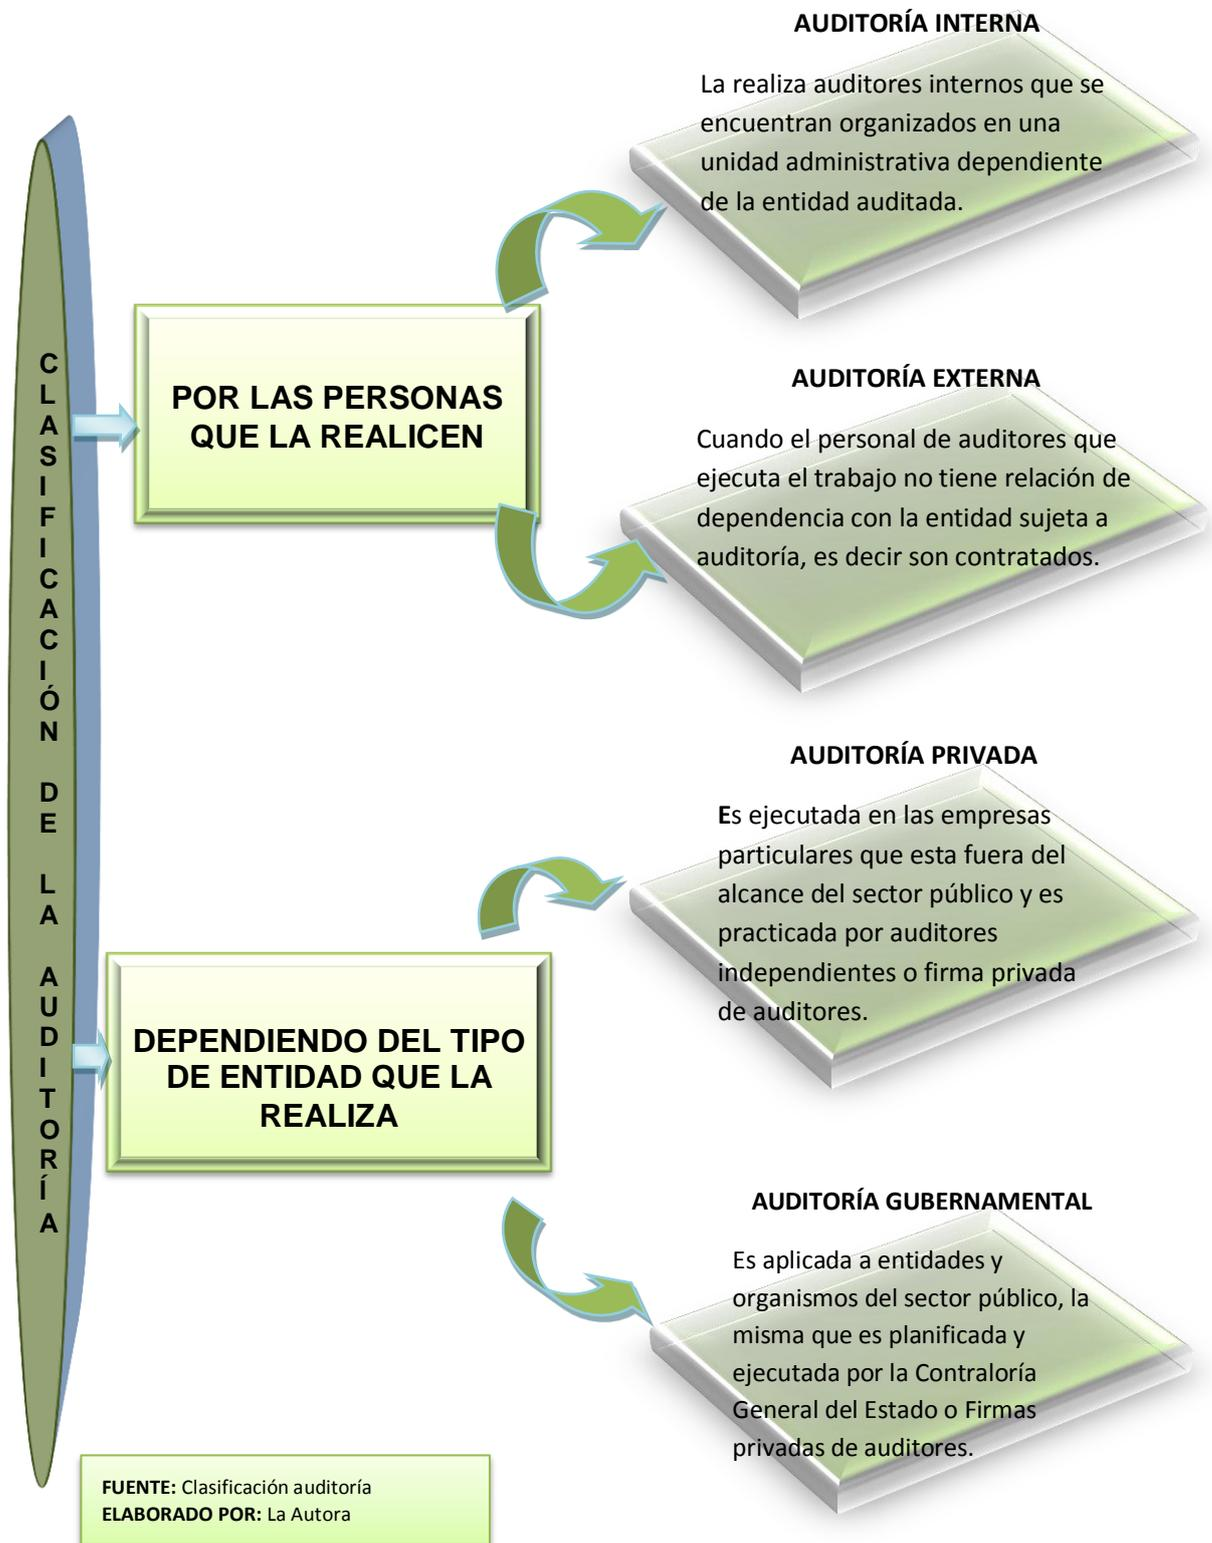 CLASIFICACIÓN DE LA AUDITORÍA
POR LAS PERSONAS
QUE LA REALICEN
AUDITORÍA INTERNA
La realiza auditores internos que se
encuentran organizados en una
unidad administrativa dependiente
de la entidad auditada.
AUDITORÍA EXTERNA
Cuando el personal de auditores que
ejecuta el trabajo no tiene relación de
dependencia con la entidad sujeta a
auditoría, es decir son contratados.
DEPENDIENDO DEL TIPO
DE ENTIDAD QUE LA
REALIZA
AUDITORÍA PRIVADA
Es ejecutada en las empresas
particulares que esta fuera del
alcance del sector público y es
practicada por auditores
independientes o firma privada
de auditores.
AUDITORÍA GUBERNAMENTAL
Es aplicada a entidades y
organismos del sector público, la
misma que es planificada y
ejecutada por la Contraloría
General del Estado o Firmas
privadas de auditores.
FUENTE: Clasificación auditoría
ELABORADO POR: La Autora